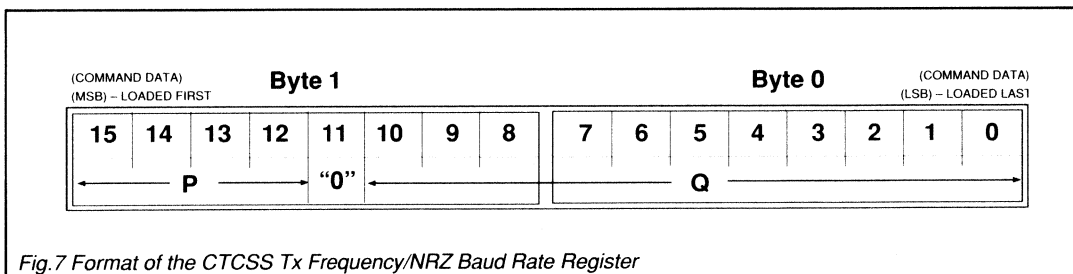 (COMMAND DATA) Byte 1 Byte 0 (COMMAND DATA)
(MSB) – LOADED FIRST (LSB) – LOADED LAST
15 14 13 12 11 10 9 8 7 6 5 4 3 2 1 0
P "0" Q
Fig.7 Format of the CTCSS Tx Frequency/NRZ Baud Rate Register